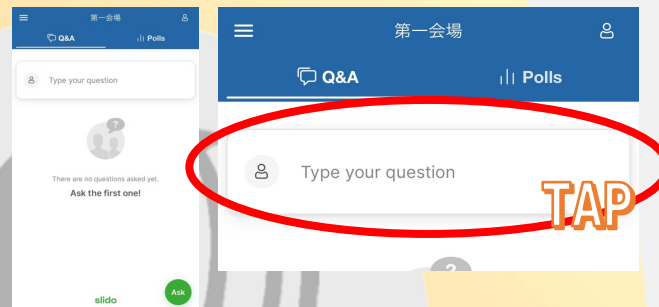 第一会場
Q&A
Polls
Type your question
?
There are no questions asked yet.
Ask the first one!
slido
Ask
第一会場
Q&A
Polls
Type your question
TAP
?